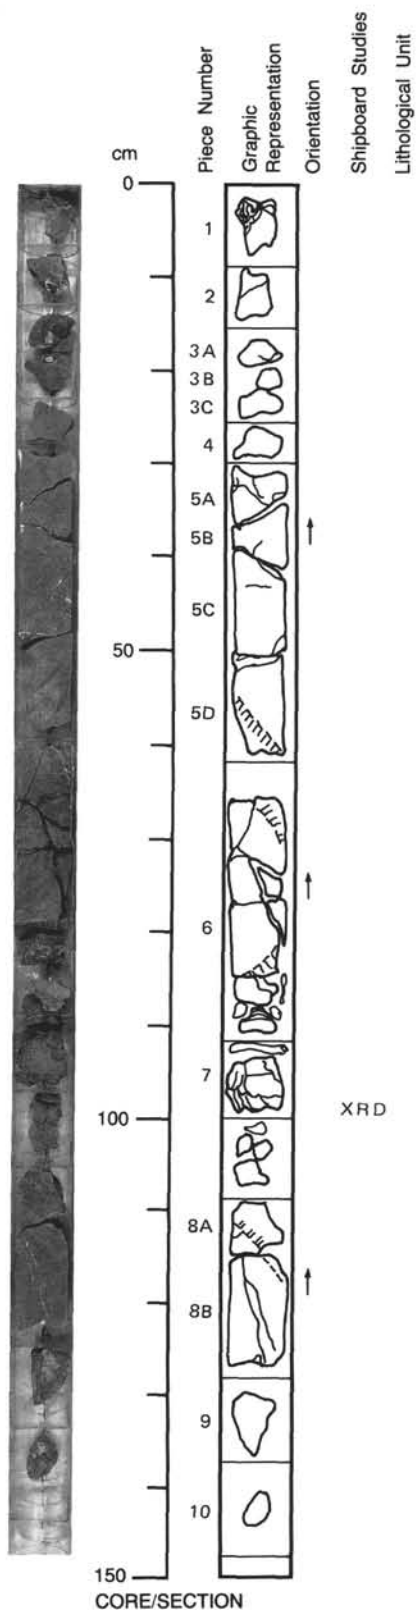 cm
Piece Number
Graphic
Representation
Orientation
Shipboard Studies
Lithological Unit
0
1
2
3A
3B
3C
4
5A
5B
5C
50
5D
6
7
100
XRD
8A
8B
9
10
150
CORE/SECTION